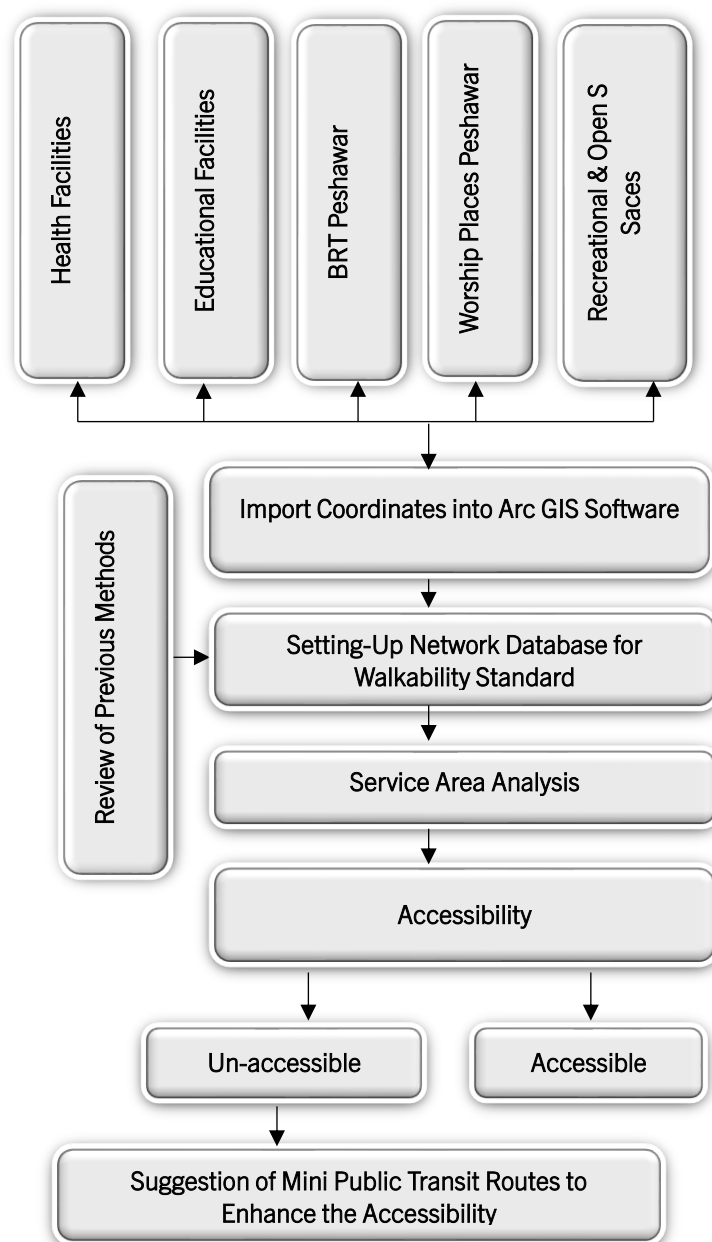 Health Facilities
Educational Facilities
BRT Peshawar
Worship Places Peshawar
Recreational & Open S
Saces
Import Coordinates into Arc GIS Software
Review of Previous Methods
Setting-Up Network Database for
Walkability Standard
Service Area Analysis
Accessibility
Un-accessible
Accessible
Suggestion of Mini Public Transit Routes to
Enhance the Accessibility